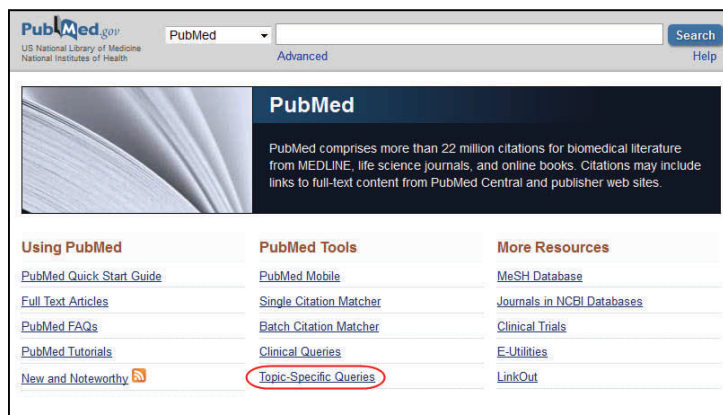 PubMed.gov
US National Library of Medicine
National Institutes of Health
PubMed
Search
Advanced
Help
PubMed
PubMed comprises more than 22 million citations for biomedical literature
from MEDLINE, life science journals, and online books. Citations may include
links to full-text content from PubMed Central and publisher web sites.
Using PubMed
PubMed Quick Start Guide
Full Text Articles
PubMed FAQs
PubMed Tutorials
New and Noteworthy
PubMed Tools
PubMed Mobile
Single Citation Matcher
Batch Citation Matcher
Clinical Queries
Topic-Specific Queries
More Resources
MeSH Database
Journals in NCBI Databases
Clinical Trials
E-Utilities
LinkOut